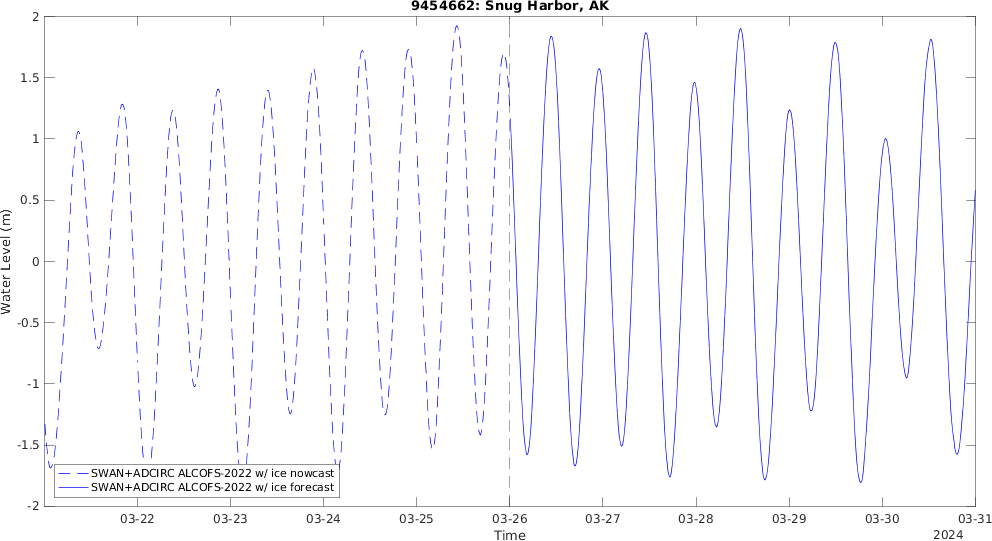 9454662: Snug Harbor, AK
2
1.5
1
0.5
0
-0.5
-1
-1.5
-2
Water Level (m)
SWAN+ADCIRC ALCOFS-2022 w/ ice nowcast
SWAN+ADCIRC ALCOFS-2022 w/ ice forecast
03-22 03-23 03-24 03-25 03-26 03-27 03-28 03-29 03-30 03-31
Time
2024